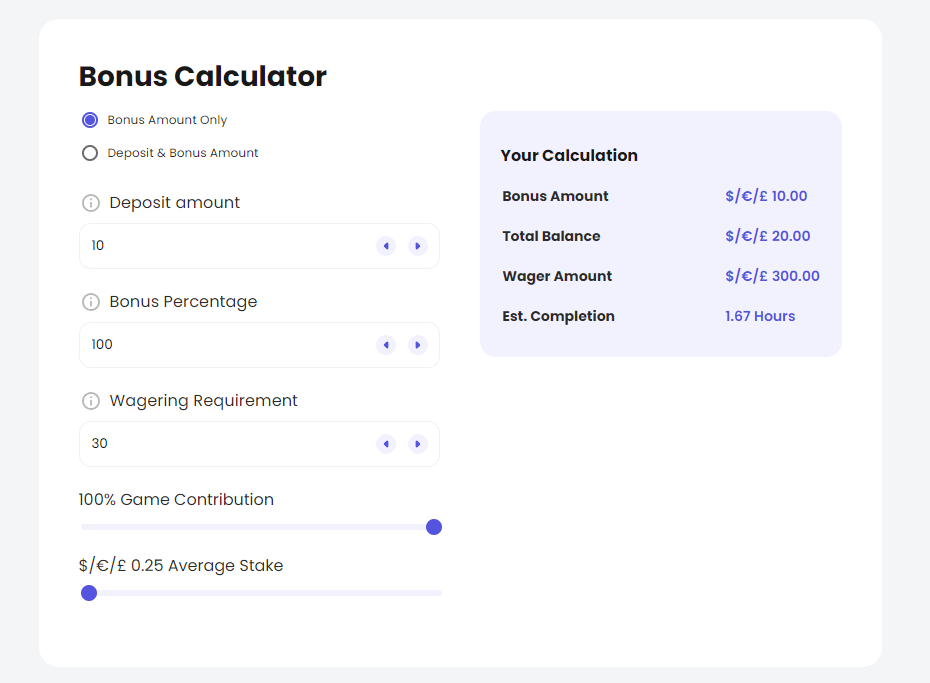 Bonus Calculator
Bonus Amount Only
Deposit & Bonus Amount
Deposit amount
10
Bonus Percentage
100
Wagering Requirement
30
100% Game Contribution
$/€/£ 0.25 Average Stake
Your Calculation
Bonus Amount $/€/£ 10.00
Total Balance $/€/£ 20.00
Wager Amount $/€/£ 300.00
Est. Completion 1.67 Hours